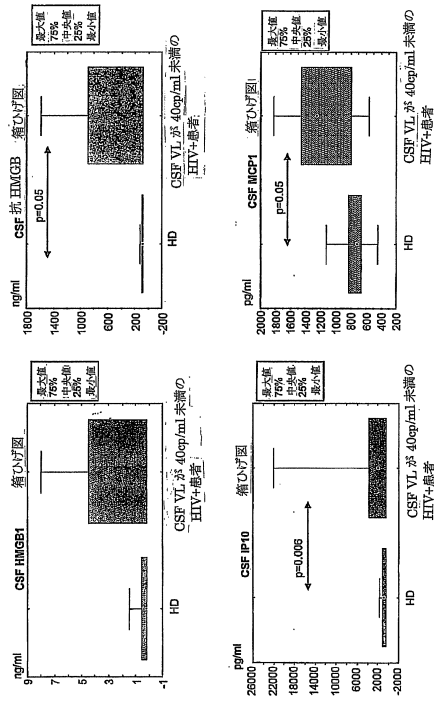 CSF HMGB1 箱ひげ図
ng/ml
最大値
75%
中央値
25%
最小値
9
4
-1
HD
CSF VL が 40cp/ml 未満の
HIV+患者
CSF 抗 HMGB 箱ひげ図
ng/ml
最大値
75%
中央値
25%
最小値
1800
1400
1000
600
200
-200
p=0.05
HD
CSF VL が 40cp/ml 未満の
HIV+患者
CSF IP10 箱ひげ図
pg/ml
最大値
75%
中央値
25%
最小値
26000
22000
18000
14000
10000
6000
2000
-2000
p=0.006
HD
CSF VL が 40cp/ml 未満の
HIV+患者
CSF MCP1 箱ひげ図
pg/ml
最大値
75%
中央値
25%
最小値
2000
1800
1600
1400
1200
1000
800
600
400
200
p=0.05
HD
CSF VL が 40cp/ml 未満の
HIV+患者